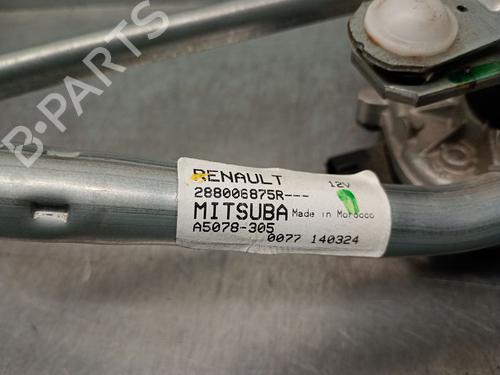 B-PARTS
RENAULT
288006875R---
12V
MITSUBA Made in Morocco
A5078-305
0077 140324